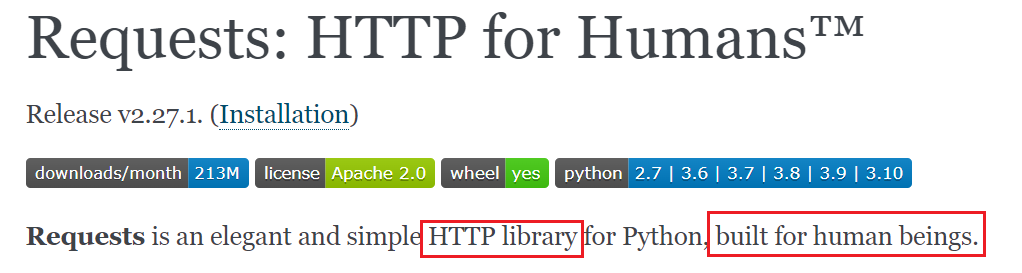 Requests: HTTP for Humans™
Release v2.27.1. (Installation)
downloads/month 213M license Apache 2.0 wheel yes python 2.7 | 3.6 | 3.7 | 3.8 | 3.9 | 3.10
Requests is an elegant and simple HTTP library for Python, built for human beings.